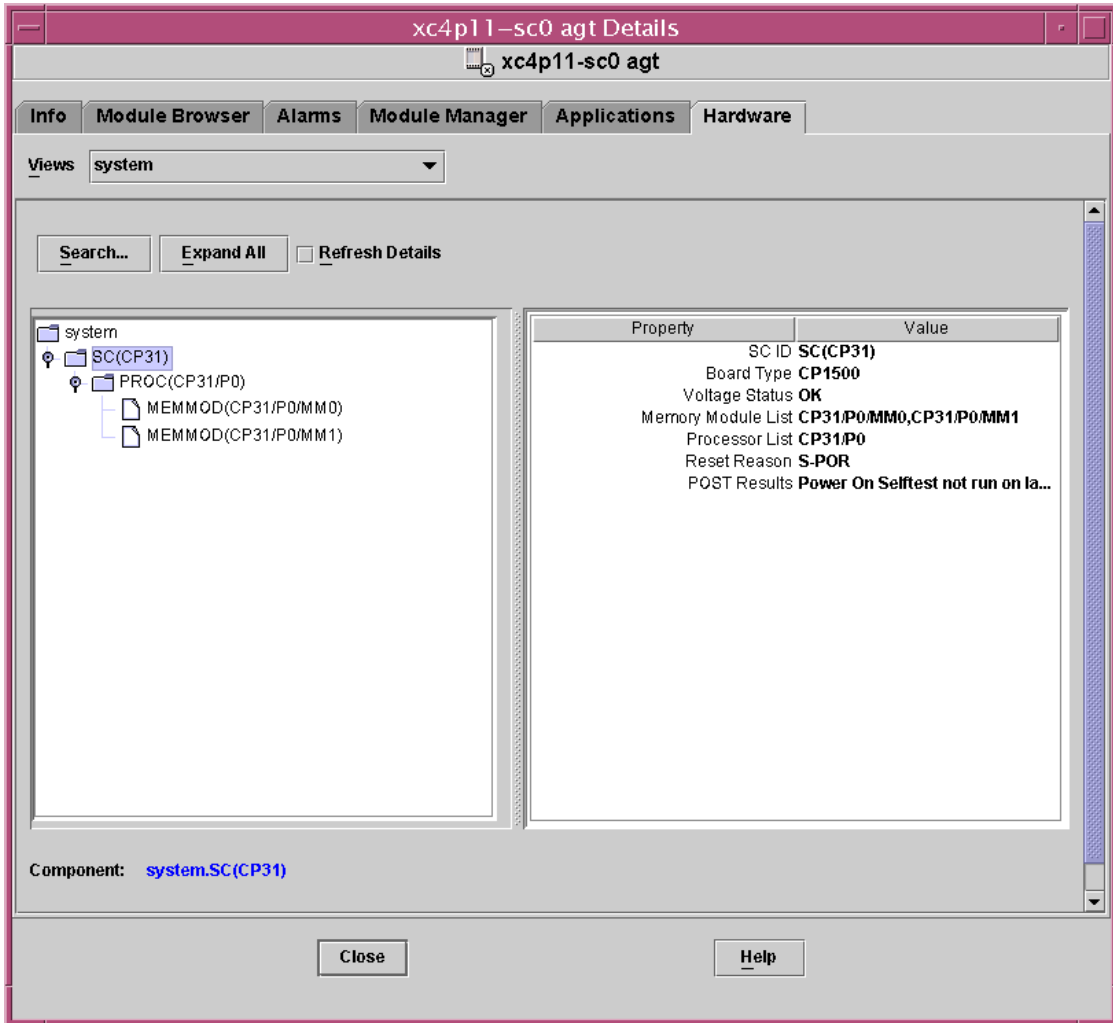 xc4p11-sc0 agt Details
xc4p11-sc0 agt
Info Module Browser Alarms Module Manager Applications Hardware
Views system
Search... Expand All Refresh Details
system
SC(CP31)
PROC(CP31/P0)
MEMMOD(CP31/P0/MM0)
MEMMOD(CP31/P0/MM1)
Property Value
SC ID SC(CP31)
Board Type CP1500
Voltage Status OK
Memory Module List CP31/P0/MM0,CP31/P0/MM1
Processor List CP31/P0
Reset Reason S-POR
POST Results Power On Selftest not run on la...
Component: system.SC(CP31)
Close Help